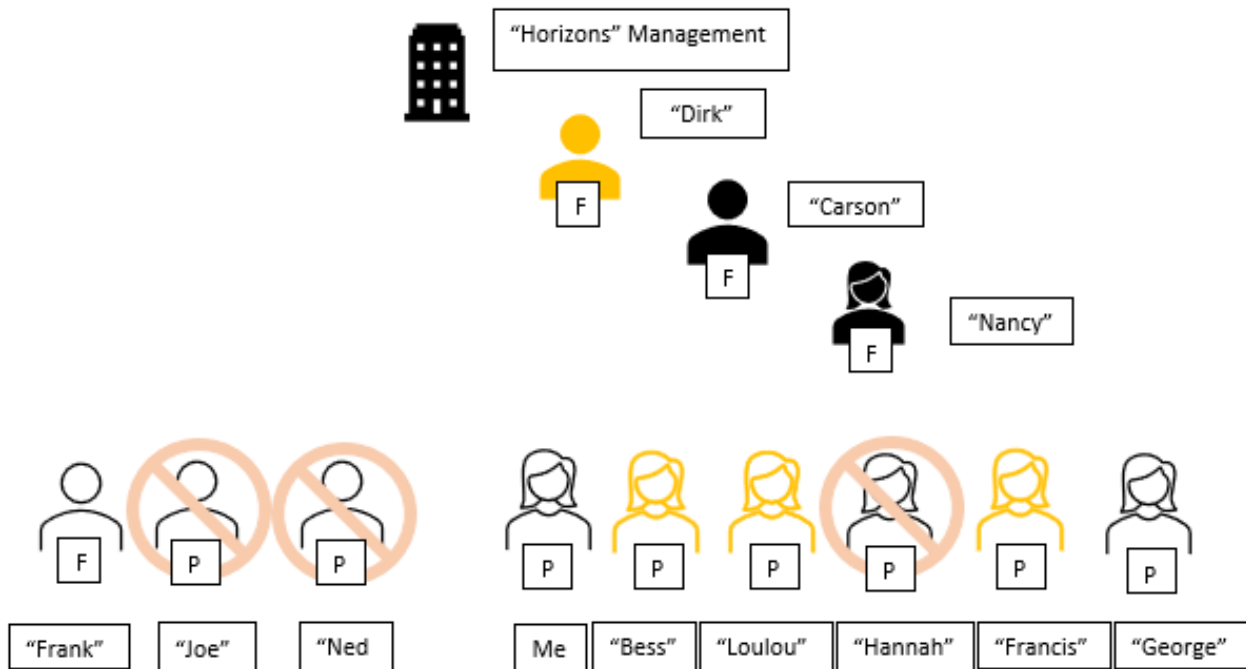 “Horizons” Management
“Dirk”
F
“Carson”
F
“Nancy”
F
F
P
P
P
P
P
P
P
P
“Frank”
“Joe”
“Ned
Me
“Bess”
“Loulou”
“Hannah”
“Francis”
“George”